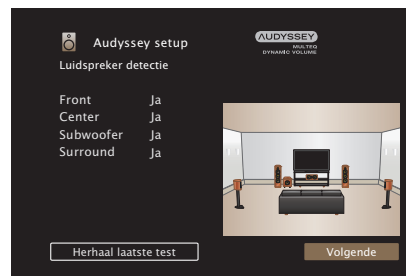 Audyssey setup
AUDYSSEY
MULTEQ
DYNAMIC VOLUME
Luidspreker detectie
Front Ja
Center Ja
Subwoofer Ja
Surround Ja
Herhaal laatste test
Volgende